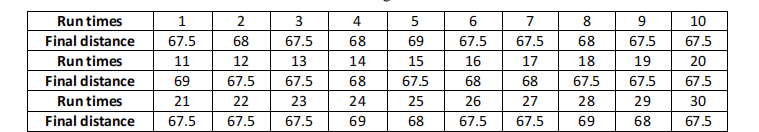 Run times 1 2 3 4 5 6 7 8 9 10
Final distance 67.5 68 67.5 68 69 67.5 67.5 68 67.5 67.5
Run times 11 12 13 14 15 16 17 18 19 20
Final distance 69 67.5 67.5 68 67.5 68 68 67.5 67.5 67.5
Run times 21 22 23 24 25 26 27 28 29 30
Final distance 67.5 67.5 67.5 69 68 67.5 67.5 69 68 67.5